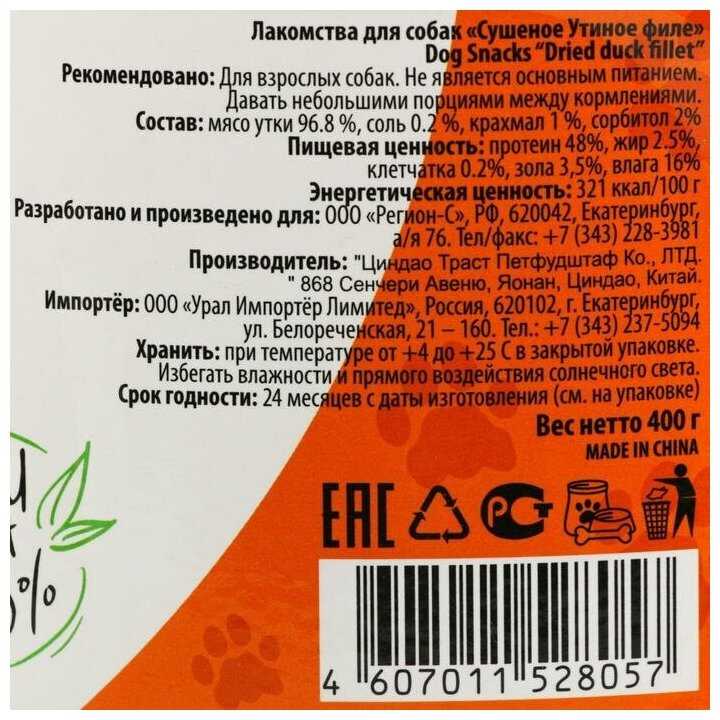 Лакомства для собак «Сушеное Утиное филе»
Dog Snacks "Dried duck fillet"
Рекомендовано: Для взрослых собак. Не является основным питанием.
Давать небольшими порциями между кормлениями.
Состав: мясо утки 96.8 %, соль 0.2 %, крахмал 1 %, сорбитол 2%
Пищевая ценность: протеин 48%, жир 2.5%,
клетчатка 0.2%, зола 3,5%, влага 16%
Энергетическая ценность: 321 ккал/100 г
Разработано и произведено для: ООО «Регион-С», РФ, 620042, Екатеринбург,
а/я 76. Тел/факс: +7 (343) 228-3981
Производитель: "Циндао Траст Петфудштаф Ко., ЛТД.
" 868 Сенчери Авеню, Яонан, Циндао, Китай.
Импортёр: ООО «Урал Импортёр Лимитед», Россия, 620102, г. Екатеринбург,
ул. Белореченская, 21 – 160. Тел.: +7 (343) 237-5094
Хранить: при температуре от +4 до +25 С в закрытой упаковке.
Избегать влажности и прямого воздействия солнечного света.
Срок годности: 24 месяцев с даты изготовления (см. на упаковке)
Вес нетто 400 г
MADE IN CHINA
EAC
РСТ
%
4 607011 528057